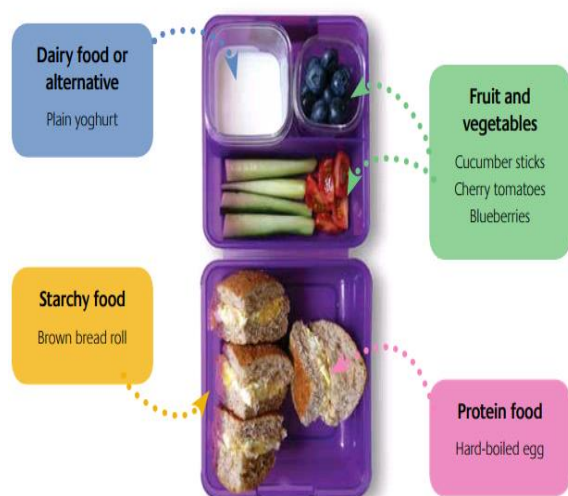 Dairy food or
alternative
Plain yoghurt
Fruit and
vegetables
Cucumber sticks
Cherry tomatoes
Blueberries
Starchy food
Brown bread roll
Protein food
Hard-boiled egg